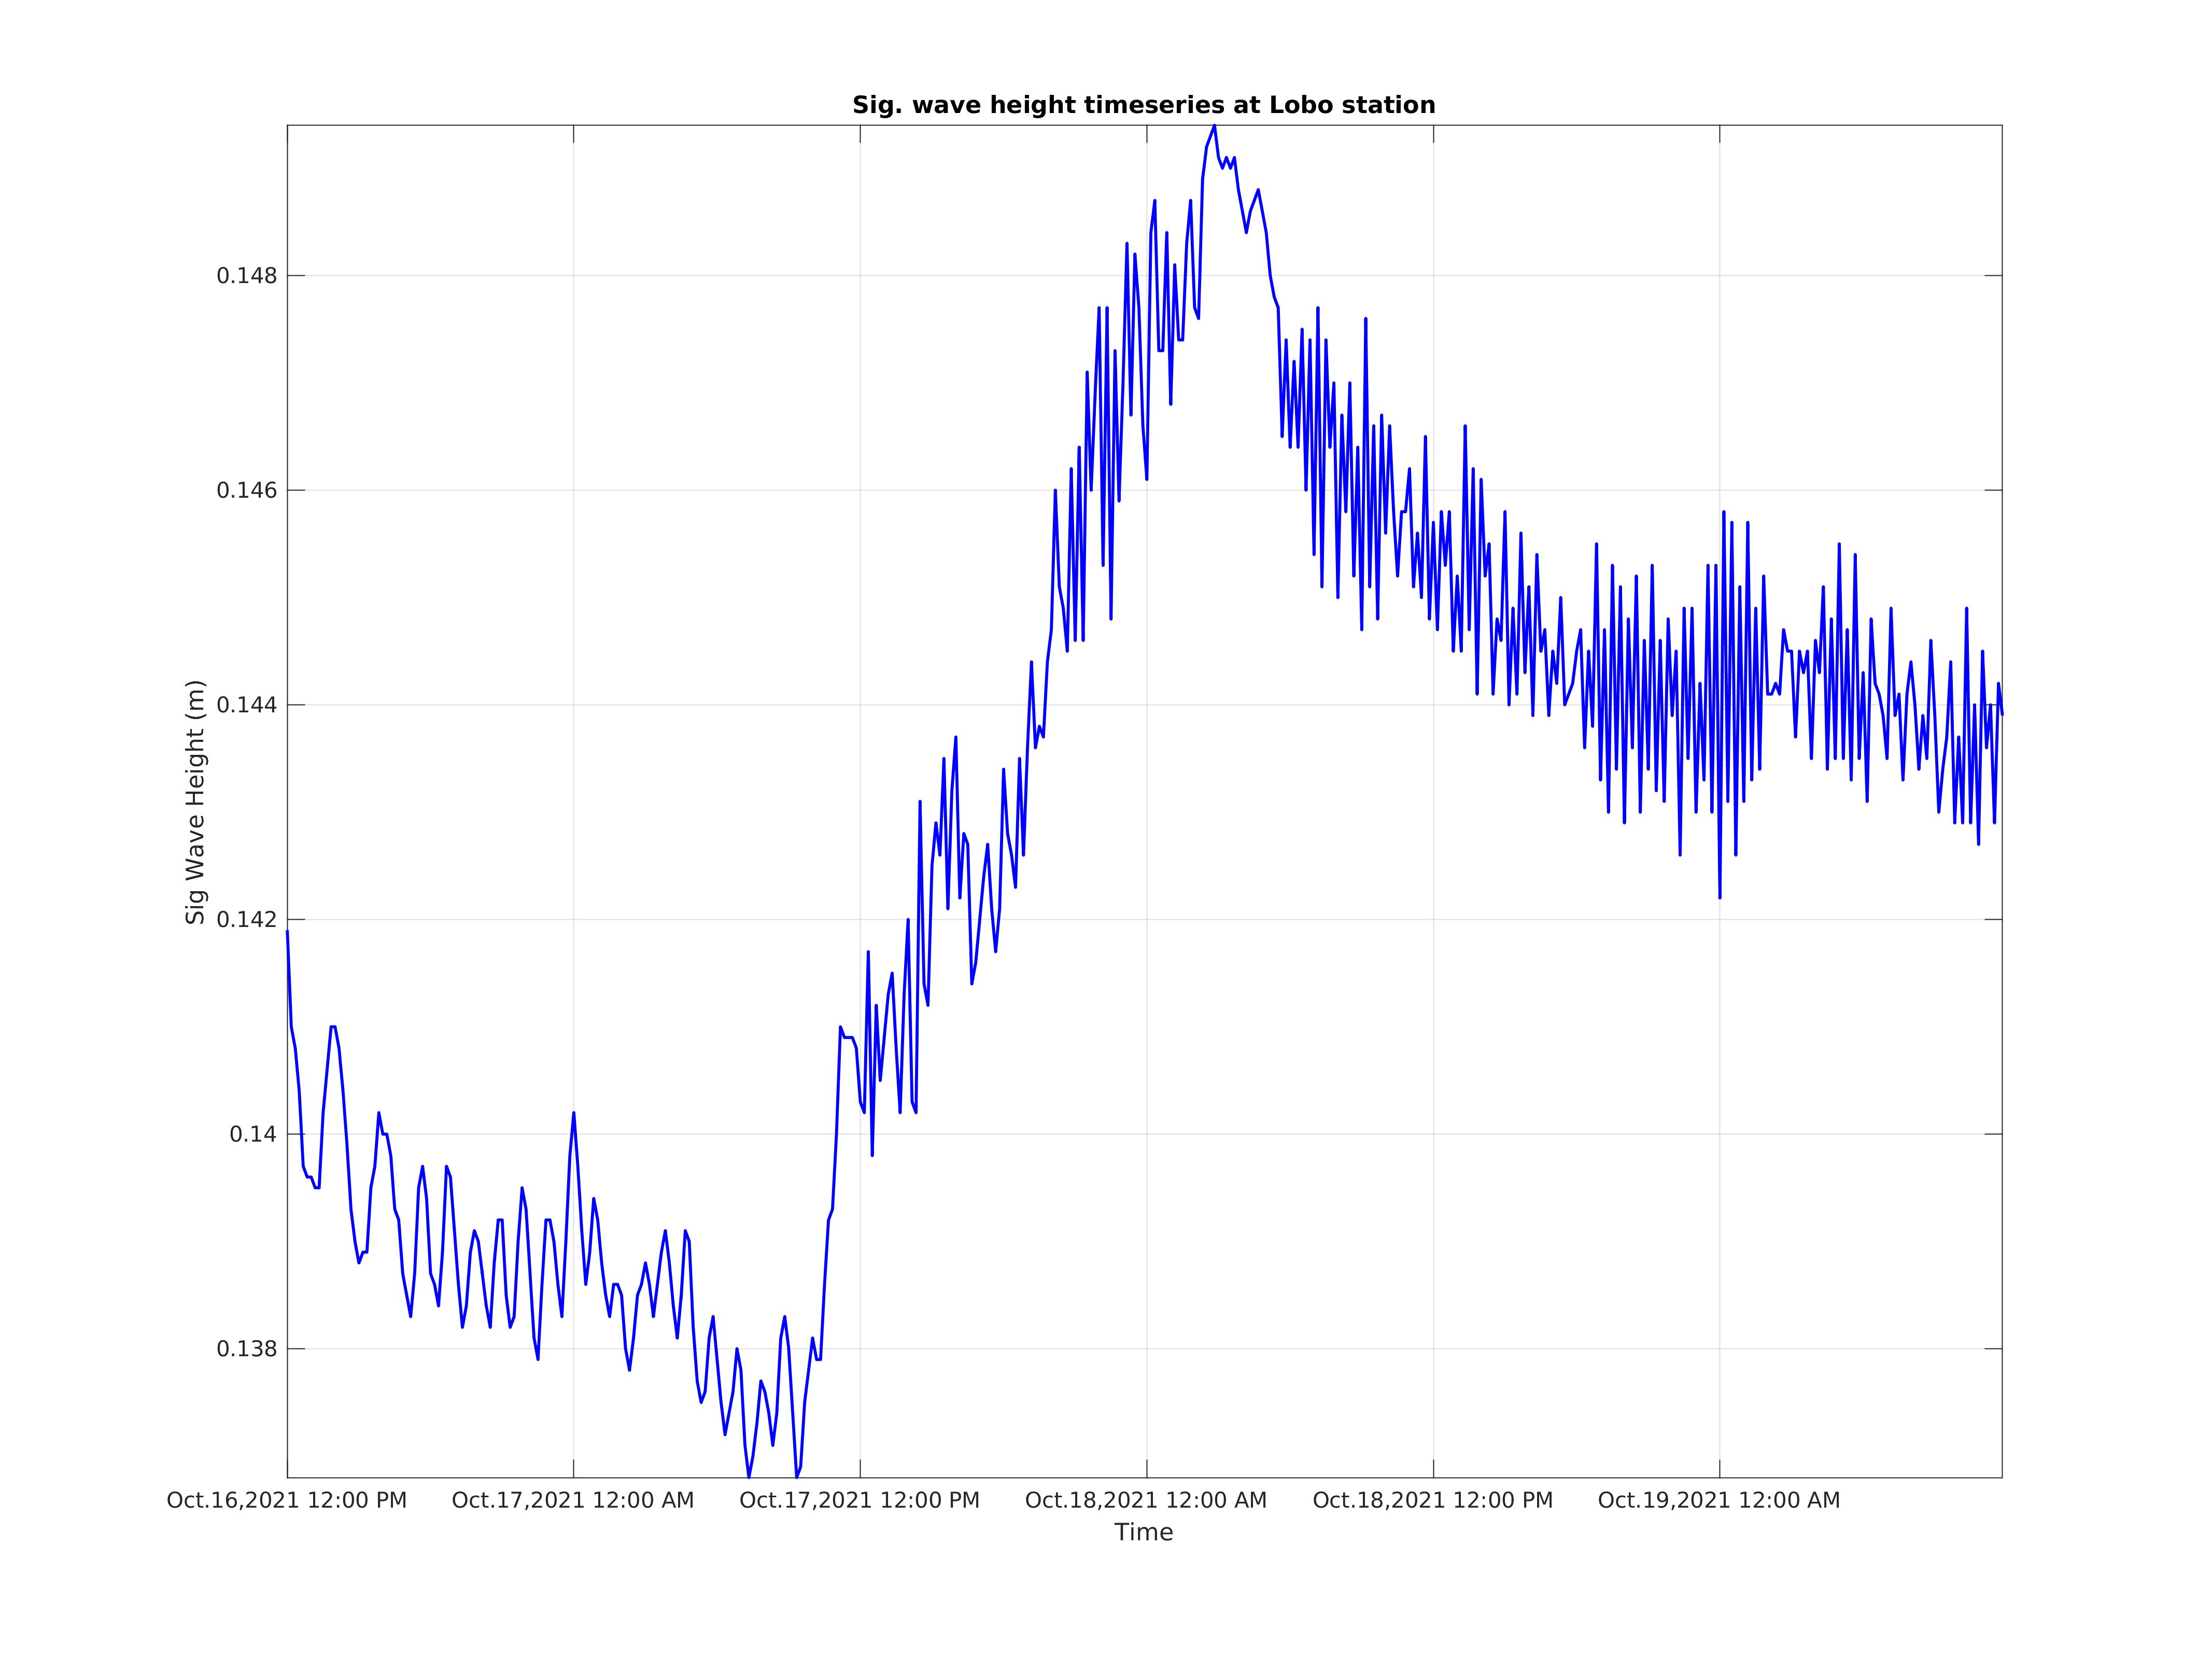 Sig. wave height timeseries at Lobo station
0.148
0.146
0.144
0.142
0.14
0.138
Sig Wave Height (m)
Oct.16,2021 12:00 PM
Oct.17,2021 12:00 AM
Oct.17,2021 12:00 PM
Oct.18,2021 12:00 AM
Oct.18,2021 12:00 PM
Oct.19,2021 12:00 AM
Time